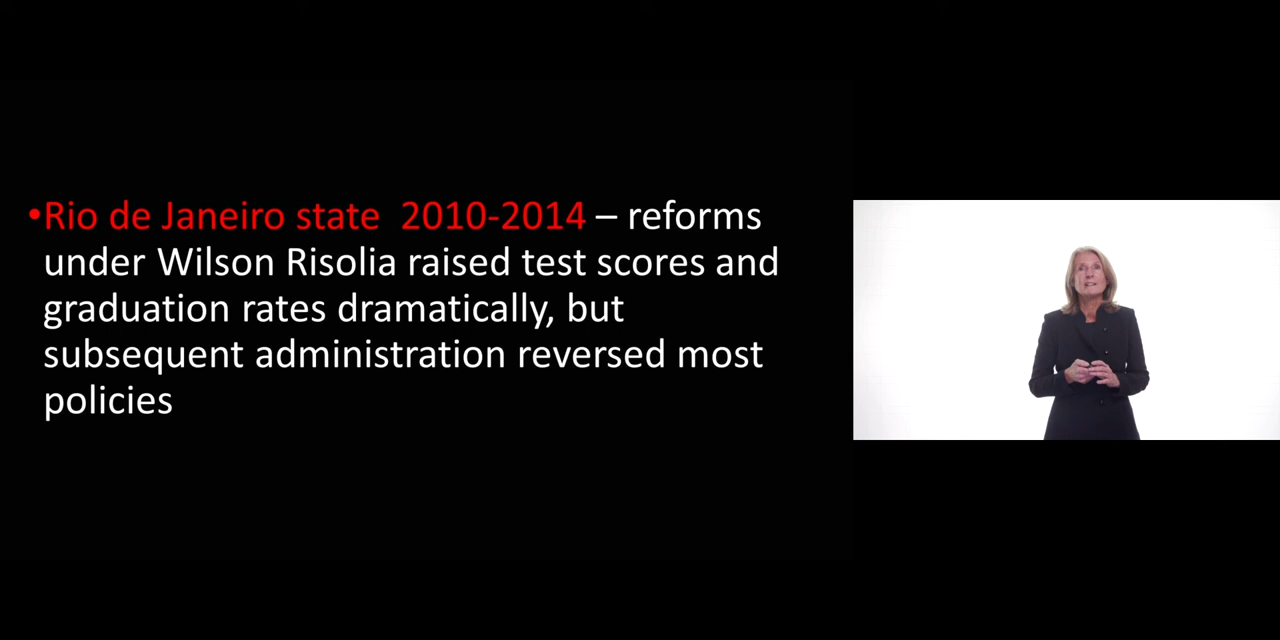 •Rio de Janeiro state  2010-2014 – reforms
under Wilson Risolia raised test scores and
graduation rates dramatically, but
subsequent administration reversed most
policies